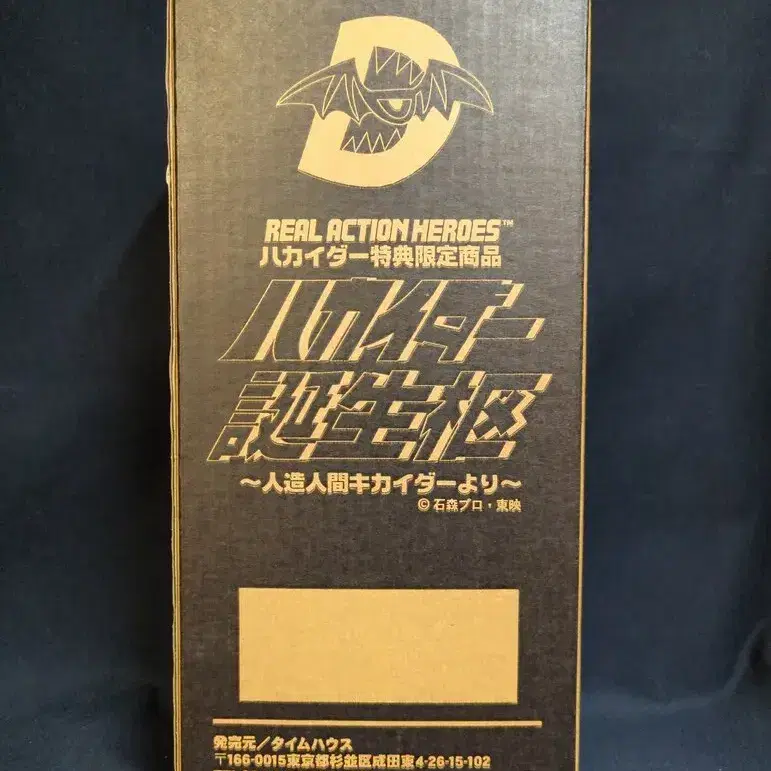 REAL ACTION HEROES™
ハカイダー特典限定商品
ハカイダー
誕生枢
～人造人間キカイダーより～
© 石森プロ・東映
発売元／タイムハウス
〒166-0015東京都杉並区成田東4-26-15-102